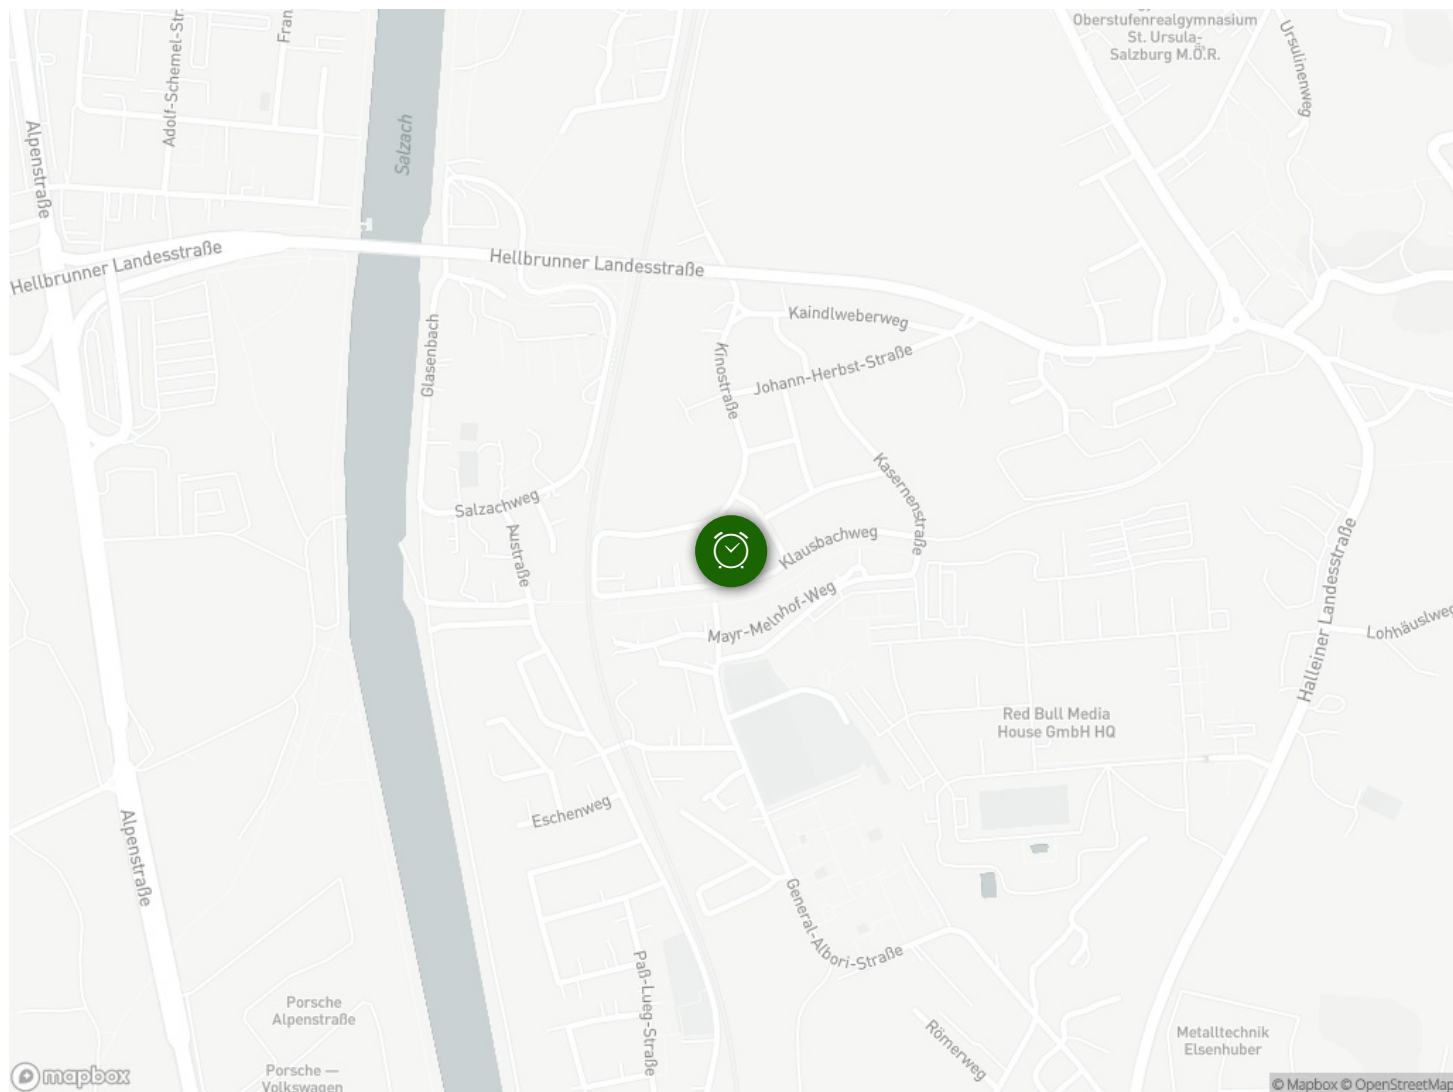 Oberstufenrealgymnasium
St. Ursula-
Salzburg M.Ö.R.
Ursulinenweg
Adolf-Schemel-Str
Fran
Alpenstraße
Salzach
Hellbrunner Landesstraße
Hellbrunner Landesstraße
Kaindlweberweg
Glasenbach
Kinostraße
Johann-Herbst-Straße
Kasernenstraße
Salzachweg
Austraße
Klausbachweg
Mayr-Melnhof-Weg
Halleiner Landesstraße
Lohhäuslweg
Red Bull Media
House GmbH HQ
Eschenweg
Alpenstraße
General-Albori-Straße
Paß-Lueg-Straße
Porsche
Alpenstraße
Römerweg
Metalltechnik
Elsenhuber
Porsche —
Volkswagen
mapbox
© Mapbox © OpenStreetMap